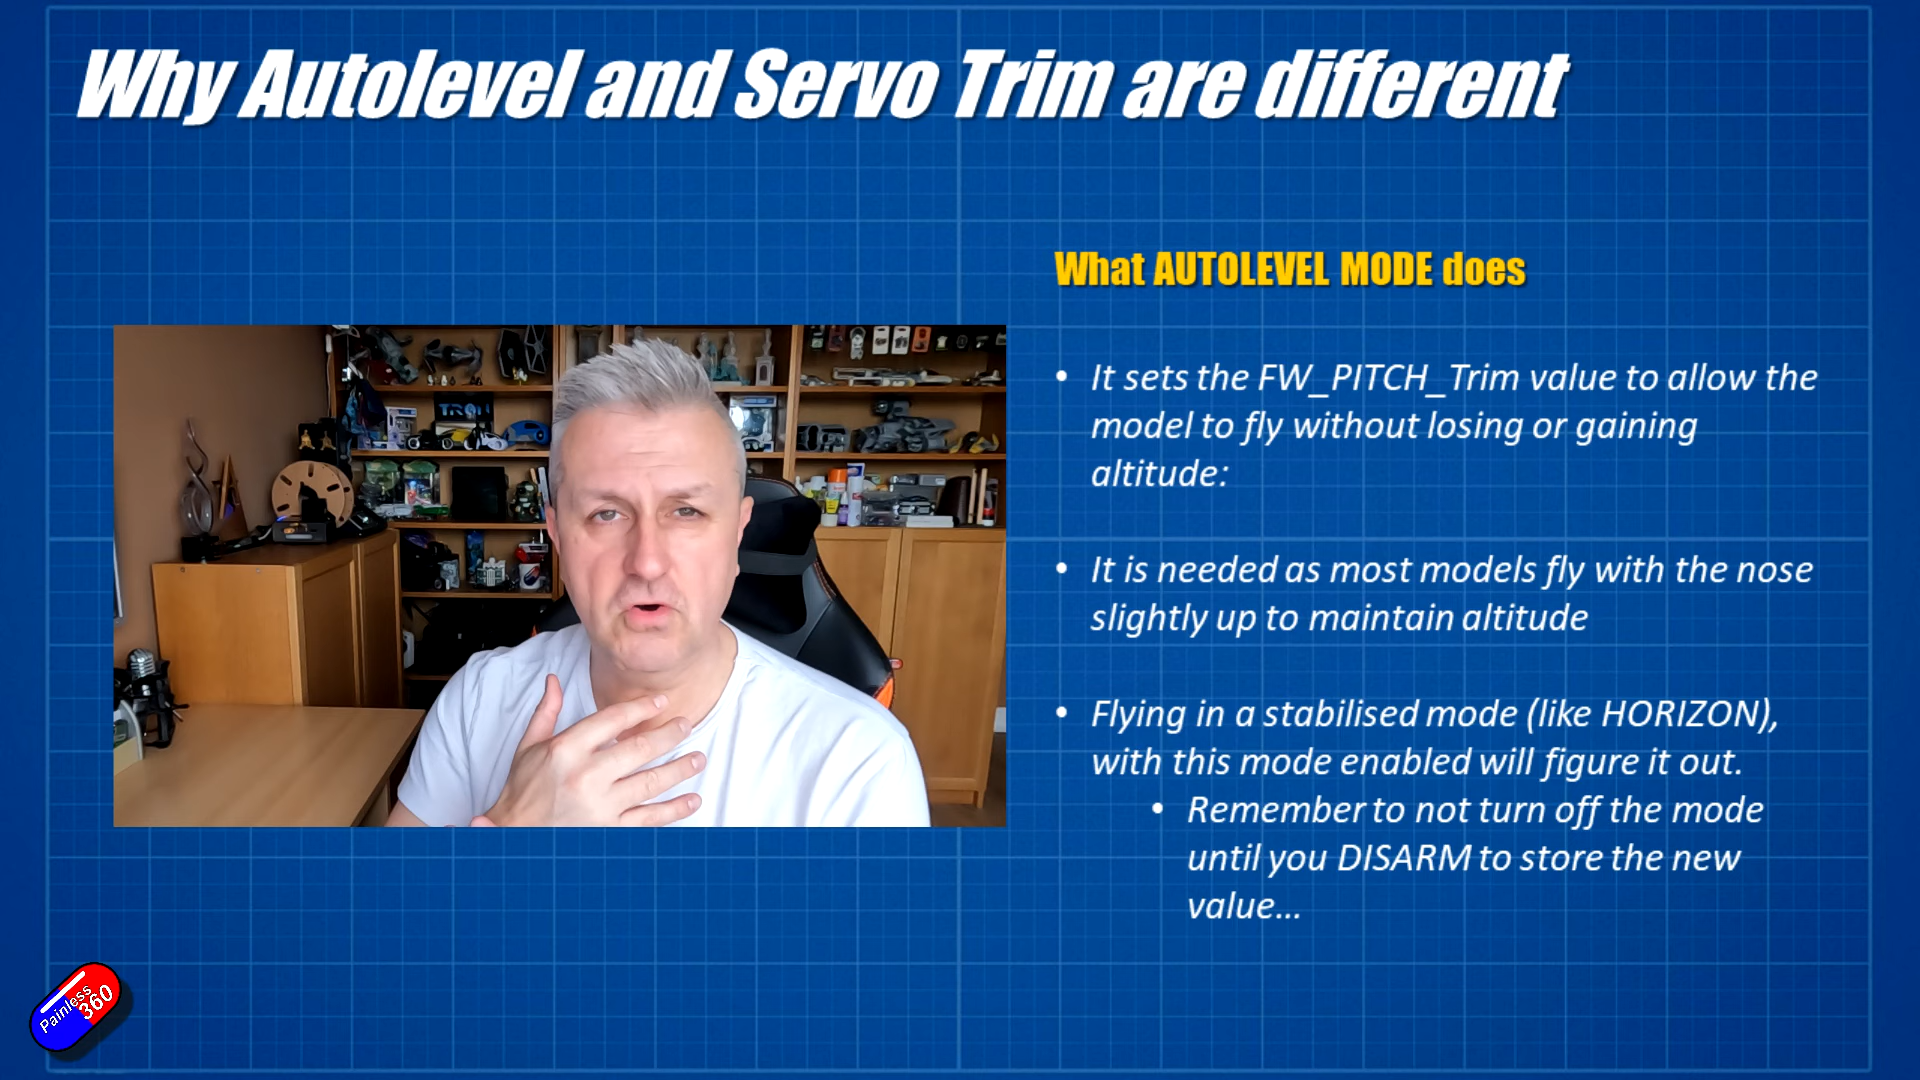 Why Autolevel and Servo Trim are different
What AUTOLEVEL MODE does
• It sets the FW_PITCH_Trim value to allow the
model to fly without losing or gaining
altitude:
• It is needed as most models fly with the nose
slightly up to maintain altitude
• Flying in a stabilised mode (like HORIZON),
with this mode enabled will figure it out.
• Remember to not turn off the mode
until you DISARM to store the new
value...
TRON
Painless
360